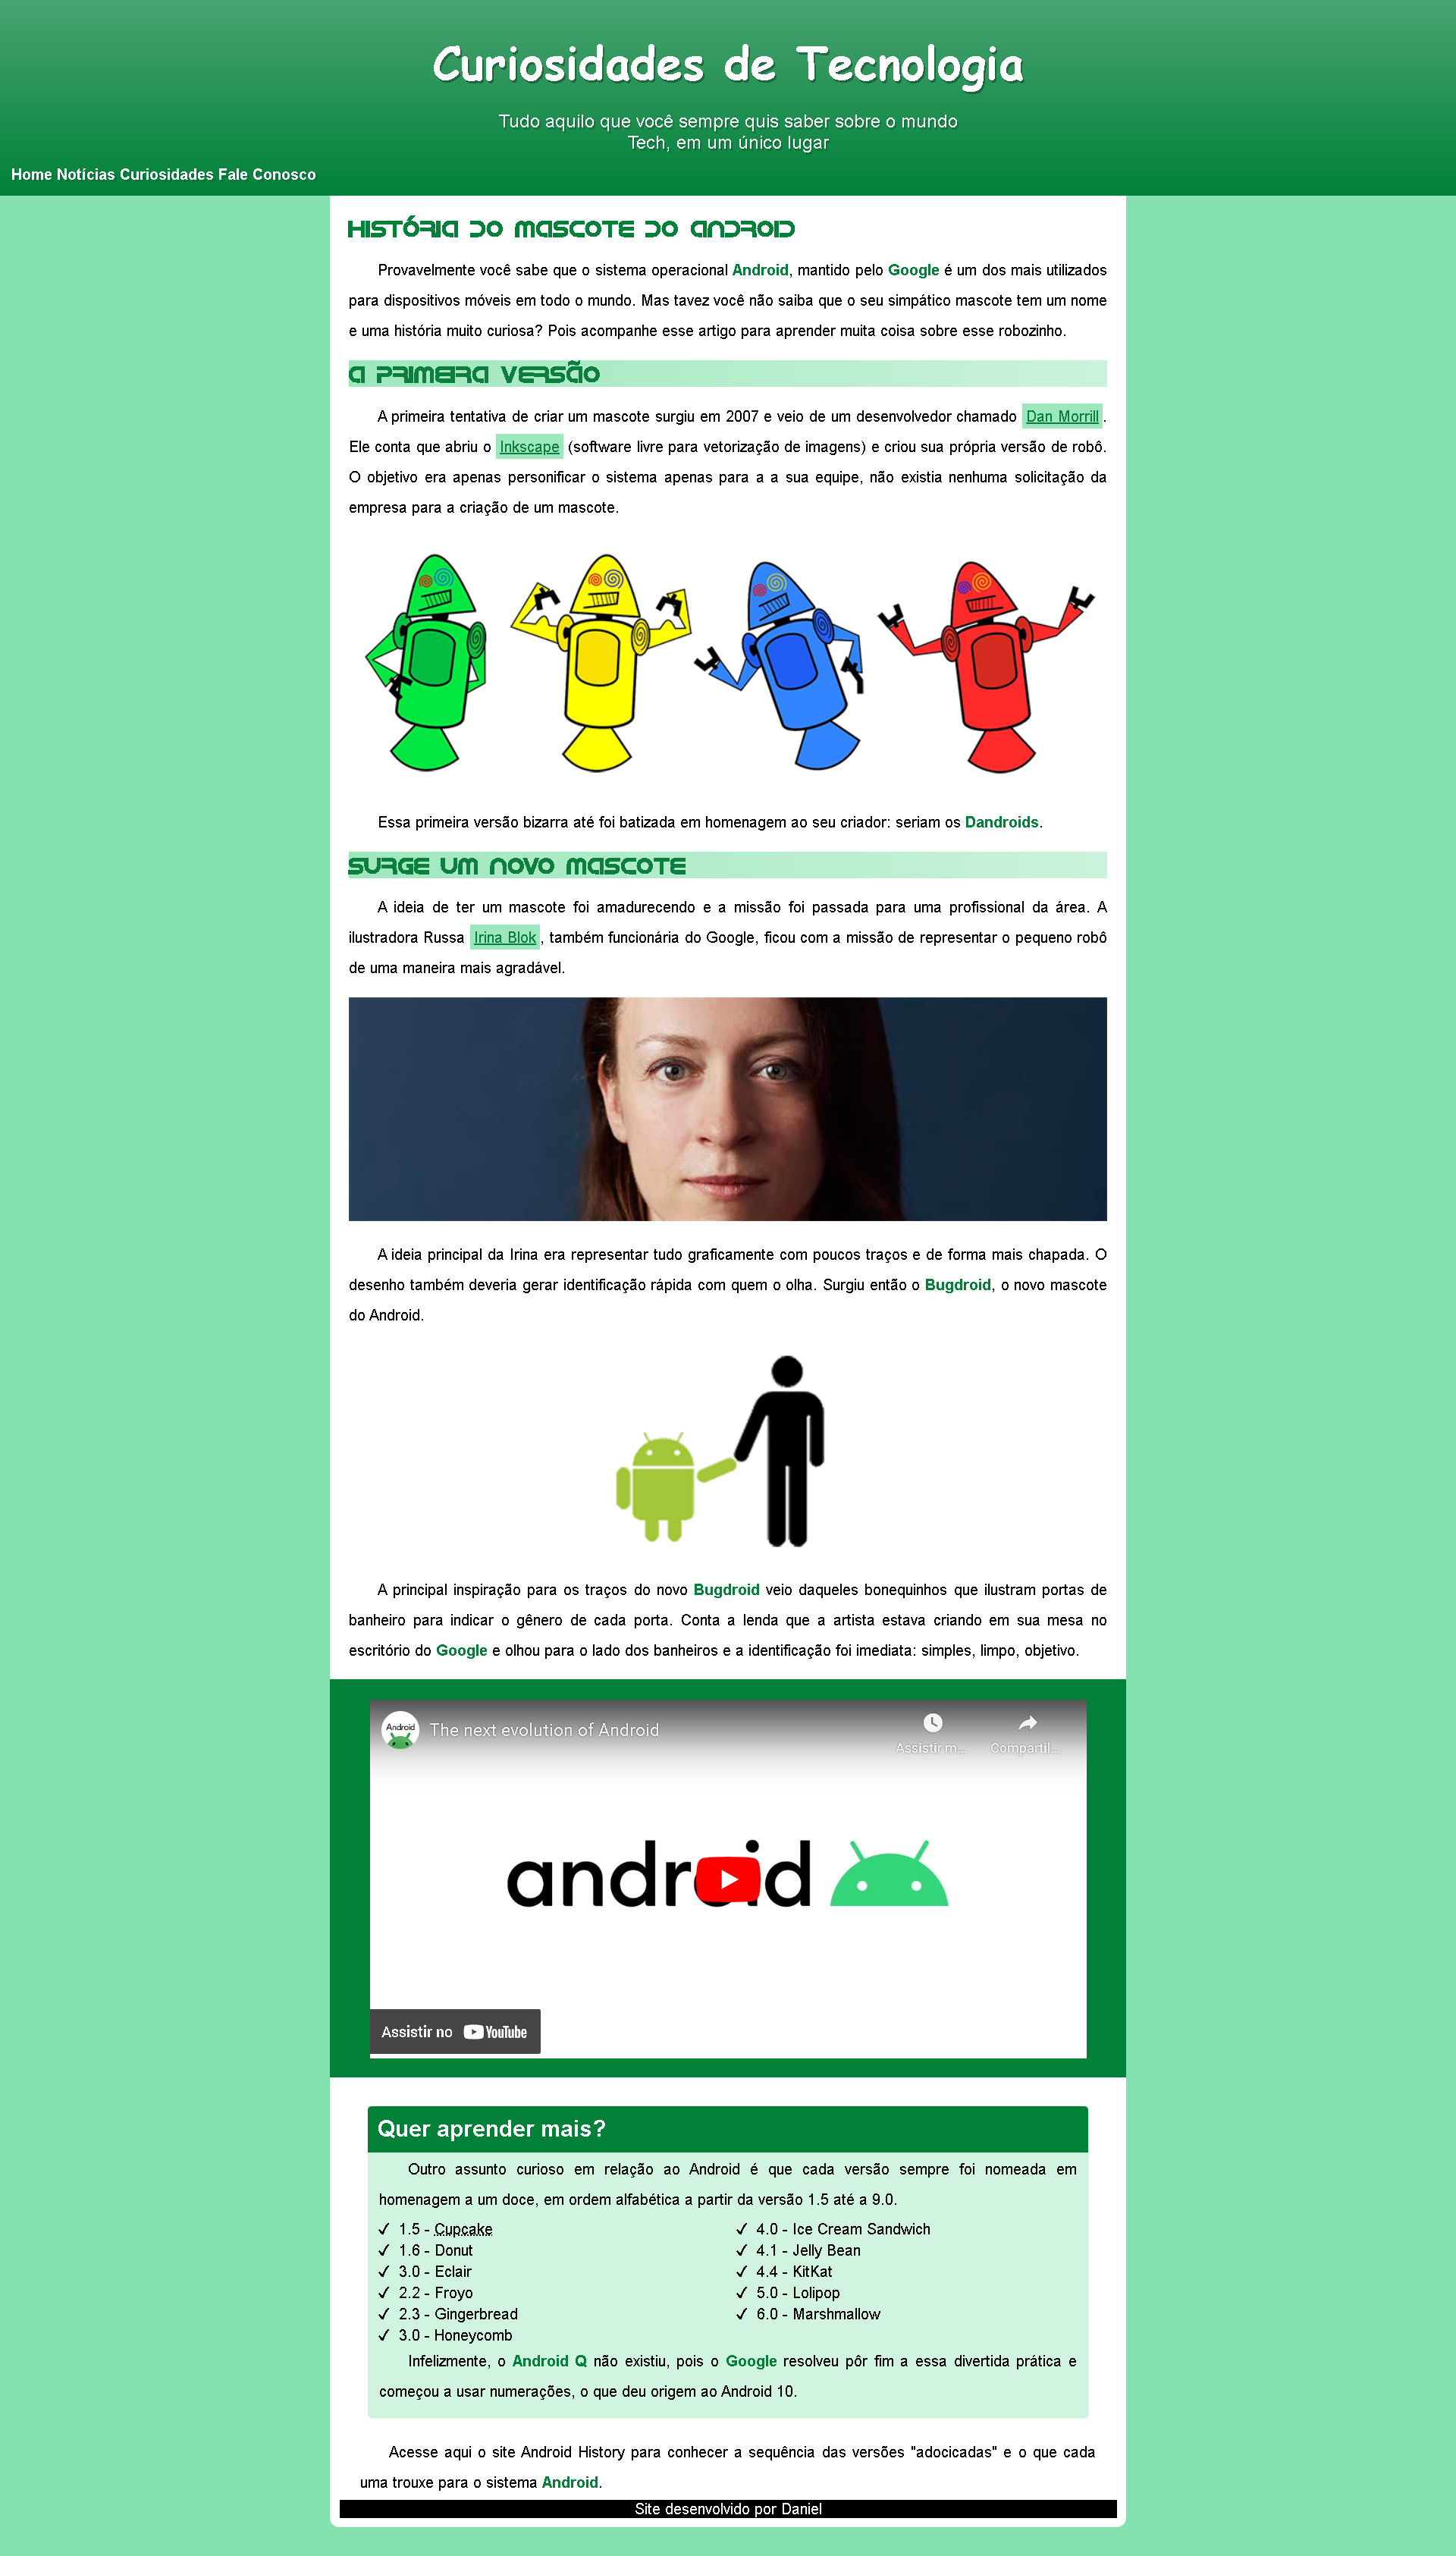 Curiosidades de Tecnologia
Tudo aquilo que você sempre quis saber sobre o mundo
Tech, em um único lugar
Home Notícias Curiosidades Fale Conosco
HISTÓRIA DO MASCOTE DO ANDROID
Provavelmente você sabe que o sistema operacional Android, mantido pelo Google é um dos mais utilizados
para dispositivos móveis em todo o mundo. Mas tavez você não saiba que o seu simpático mascote tem um nome
e uma história muito curiosa? Pois acompanhe esse artigo para aprender muita coisa sobre esse robozinho.
A PRIMEIRA VERSÃO
A primeira tentativa de criar um mascote surgiu em 2007 e veio de um desenvolvedor chamado Dan Morrill.
Ele conta que abriu o Inkscape (software livre para vetorização de imagens) e criou sua própria versão de robô.
O objetivo era apenas personificar o sistema apenas para a a sua equipe, não existia nenhuma solicitação da
empresa para a criação de um mascote.
Essa primeira versão bizarra até foi batizada em homenagem ao seu criador: seriam os Dandroids.
SURGE UM NOVO MASCOTE
A ideia de ter um mascote foi amadurecendo e a missão foi passada para uma profissional da área. A
ilustradora Russa Irina Blok, também funcionária do Google, ficou com a missão de representar o pequeno robô
de uma maneira mais agradável.
A ideia principal da Irina era representar tudo graficamente com poucos traços e de forma mais chapada. O
desenho também deveria gerar identificação rápida com quem o olha. Surgiu então o Bugdroid, o novo mascote
do Android.
A principal inspiração para os traços do novo Bugdroid veio daqueles bonequinhos que ilustram portas de
banheiro para indicar o gênero de cada porta. Conta a lenda que a artista estava criando em sua mesa no
escritório do Google e olhou para o lado dos banheiros e a identificação foi imediata: simples, limpo, objetivo.
Android
The next evolution of Android
Assistir m...
Compartil...
android
Assistir no YouTube
Quer aprender mais?
Outro assunto curioso em relação ao Android é que cada versão sempre foi nomeada em
homenagem a um doce, em ordem alfabética a partir da versão 1.5 até a 9.0.
✓ 1.5 - Cupcake
✓ 1.6 - Donut
✓ 3.0 - Eclair
✓ 2.2 - Froyo
✓ 2.3 - Gingerbread
✓ 3.0 - Honeycomb
✓ 4.0 - Ice Cream Sandwich
✓ 4.1 - Jelly Bean
✓ 4.4 - KitKat
✓ 5.0 - Lolipop
✓ 6.0 - Marshmallow
Infelizmente, o Android Q não existiu, pois o Google resolveu pôr fim a essa divertida prática e
começou a usar numerações, o que deu origem ao Android 10.
Acesse aqui o site Android History para conhecer a sequência das versões "adocicadas" e o que cada
uma trouxe para o sistema Android.
Site desenvolvido por Daniel